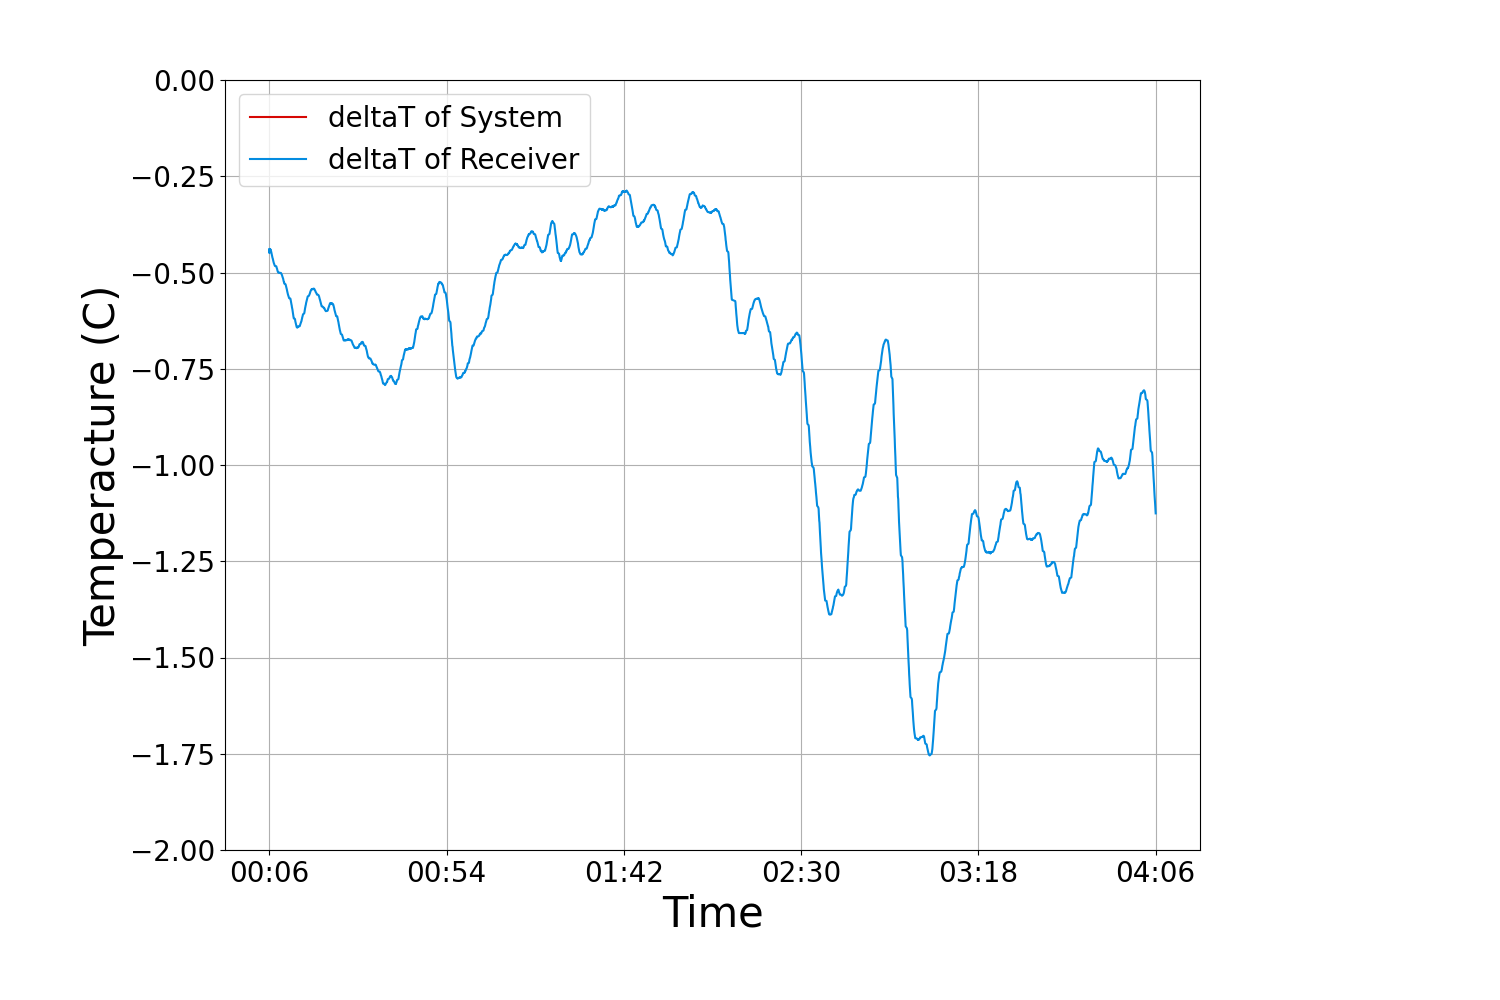 0.00
−0.25
−0.50
−0.75
−1.00
−1.25
−1.50
−1.75
−2.00
Temperacture (C)
deltaT of System
deltaT of Receiver
00:06 00:54 01:42 02:30 03:18 04:06
Time